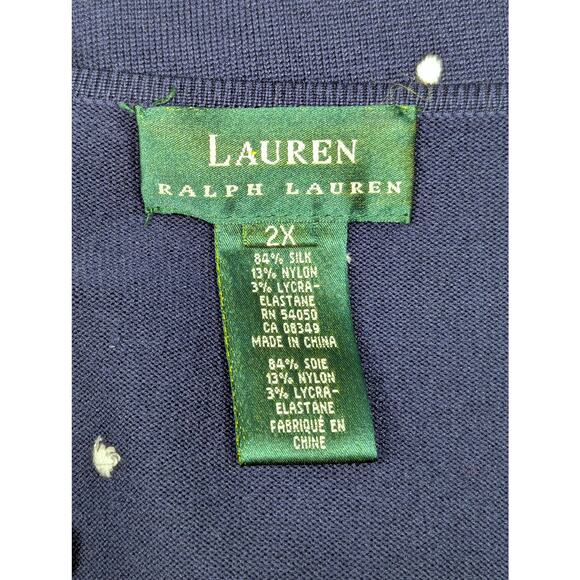 LAUREN
RALPH LAUREN
2X
84% SILK
13% NYLON
3% LYCRA-
ELASTANE
RN 54050
CA 08349
MADE IN CHINA
84% SOIE
13% NYLON
3% LYCRA-
ELASTANE
FABRIQUÉ EN
CHINE